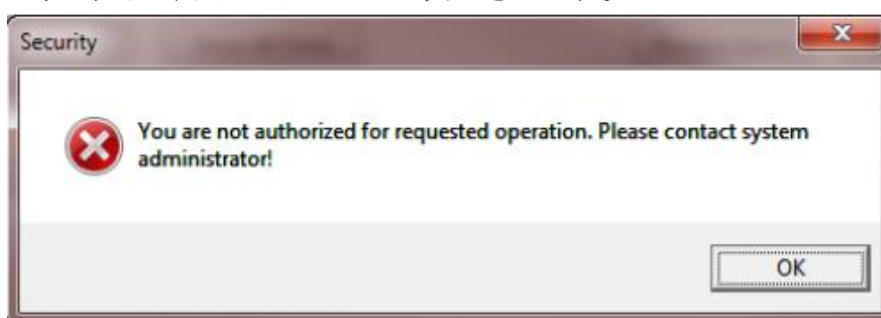 Security
You are not authorized for requested operation. Please contact system
administrator!
OK